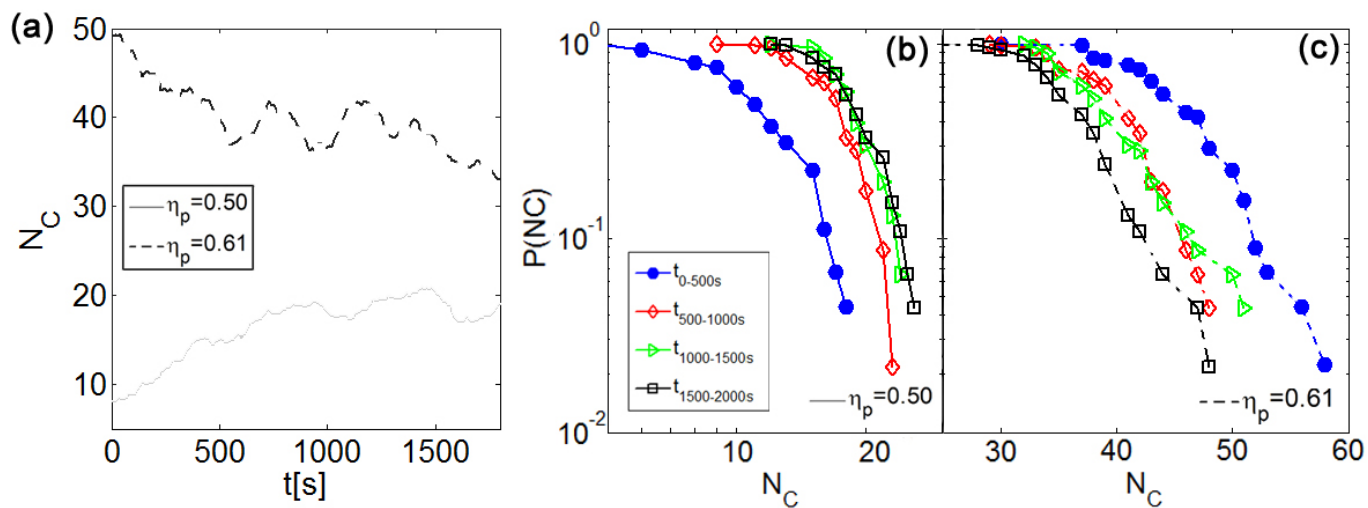 (a)
50
40
30
20
10
N_C
η_p=0.50
η_p=0.61
0 500 1000 1500
t[s]
(b)
10^0
10^-1
10^-2
P(NC)
t_0-500s
t_500-1000s
t_1000-1500s
t_1500-2000s
η_p=0.50
10 20
N_C
(c)
η_p=0.61
30 40 50 60
N_C